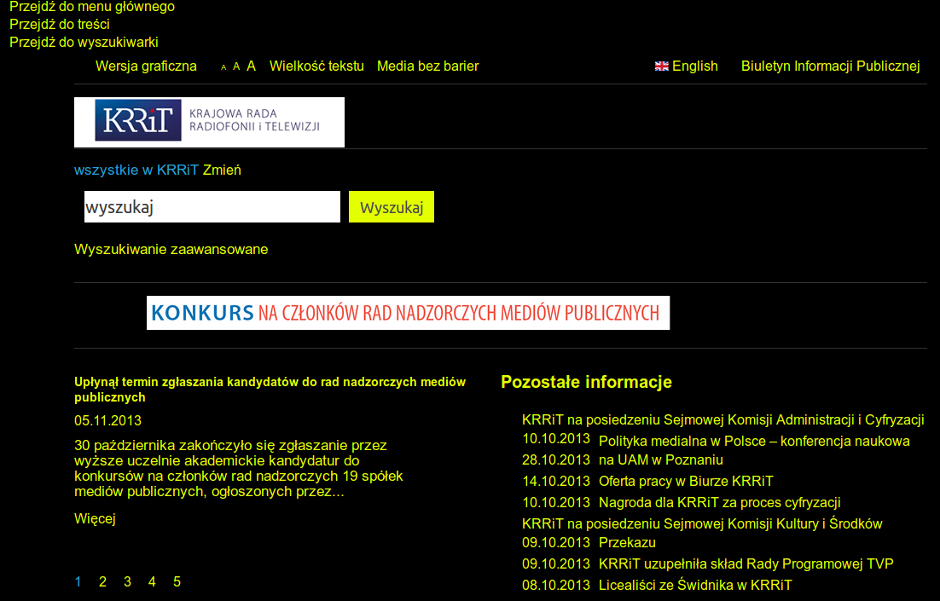 Przejdź do menu głównego
Przejdź do treści
Przejdź do wyszukiwarki
Wersja graficzna A A A Wielkość tekstu Media bez barier English Biuletyn Informacji Publicznej
KRRiT KRAJOWA RADA
RADIOFONII i TELEWIZJI
wszystkie w KRRiT Zmień
wyszukaj Wyszukaj
Wyszukiwanie zaawansowane
KONKURS NA CZŁONKÓW RAD NADZORCZYCH MEDIÓW PUBLICZNYCH
Upłynął termin zgłaszania kandydatów do rad nadzorczych mediów
publicznych
05.11.2013
30 października zakończyło się zgłaszanie przez
wyższe uczelnie akademickie kandydatur do
konkursów na członków rad nadzorczych 19 spółek
mediów publicznych, ogłoszonych przez...
Więcej
1 2 3 4 5
Pozostałe informacje
KRRiT na posiedzeniu Sejmowej Komisji Administracji i Cyfryzacji
10.10.2013 Polityka medialna w Polsce – konferencja naukowa
28.10.2013 na UAM w Poznaniu
14.10.2013 Oferta pracy w Biurze KRRiT
10.10.2013 Nagroda dla KRRiT za proces cyfryzacji
KRRiT na posiedzeniu Sejmowej Komisji Kultury i Środków
09.10.2013 Przekazu
09.10.2013 KRRiT uzupełniła skład Rady Programowej TVP
08.10.2013 Licealiści ze Świdnika w KRRiT